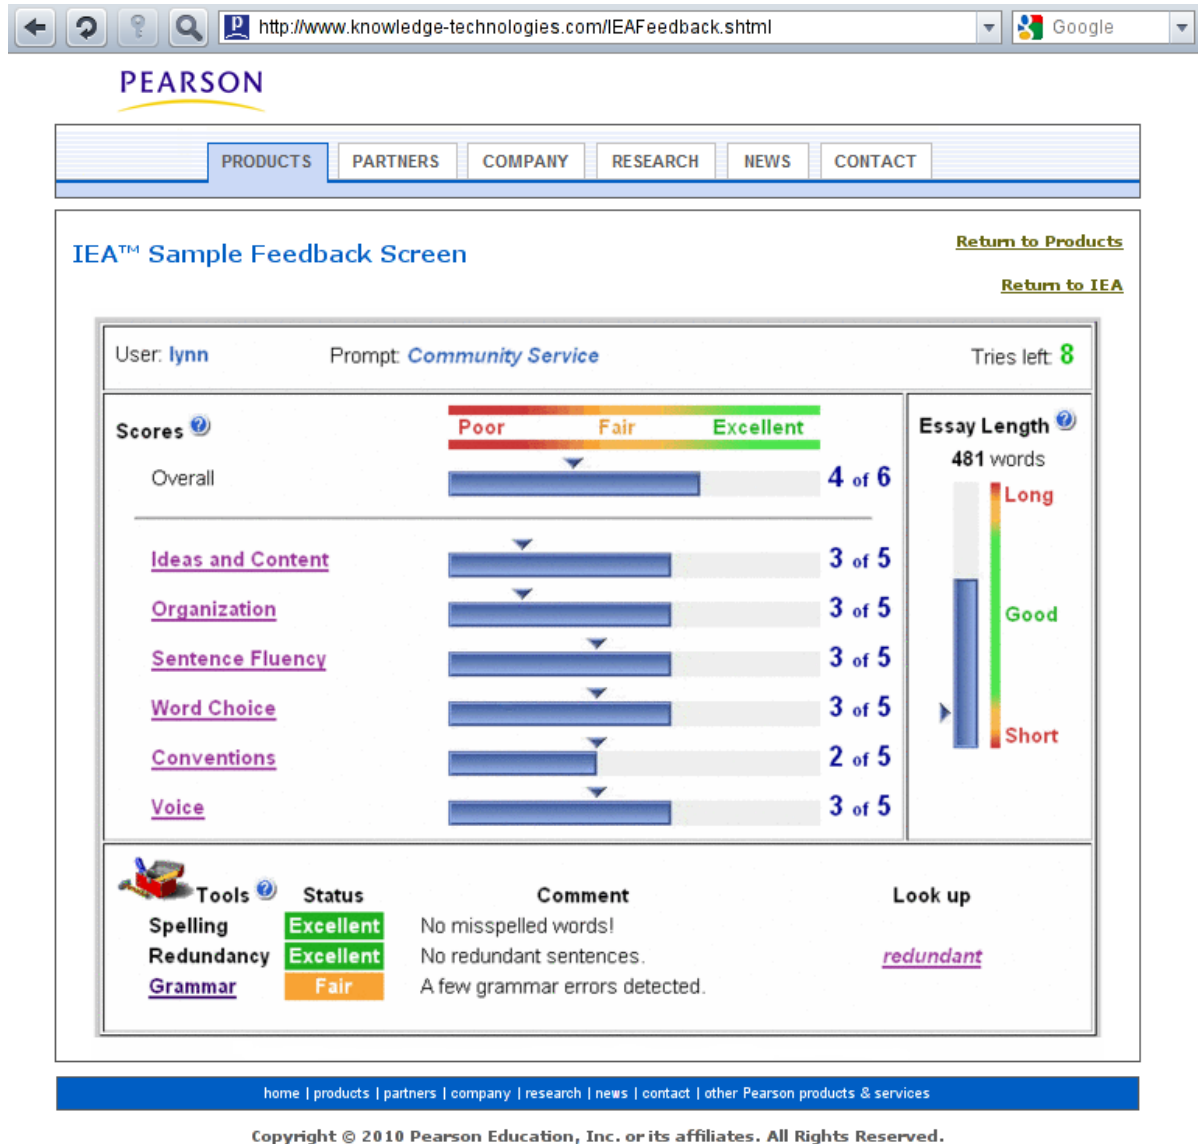 http://www.knowledge-technologies.com/IEAFeedback.shtml
Google
PEARSON
PRODUCTS PARTNERS COMPANY RESEARCH NEWS CONTACT
IEA™ Sample Feedback Screen
Return to Products
Return to IEA
User: lynn Prompt: Community Service Tries left: 8
Scores ? Poor Fair Excellent
Overall 4 of 6
Ideas and Content 3 of 5
Organization 3 of 5
Sentence Fluency 3 of 5
Word Choice 3 of 5
Conventions 2 of 5
Voice 3 of 5
Essay Length ?
481 words
Long
Good
Short
Tools ? Status Comment Look up
Spelling Excellent No misspelled words!
Redundancy Excellent No redundant sentences. redundant
Grammar Fair A few grammar errors detected.
home | products | partners | company | research | news | contact | other Pearson products & services
Copyright © 2010 Pearson Education, Inc. or its affiliates. All Rights Reserved.